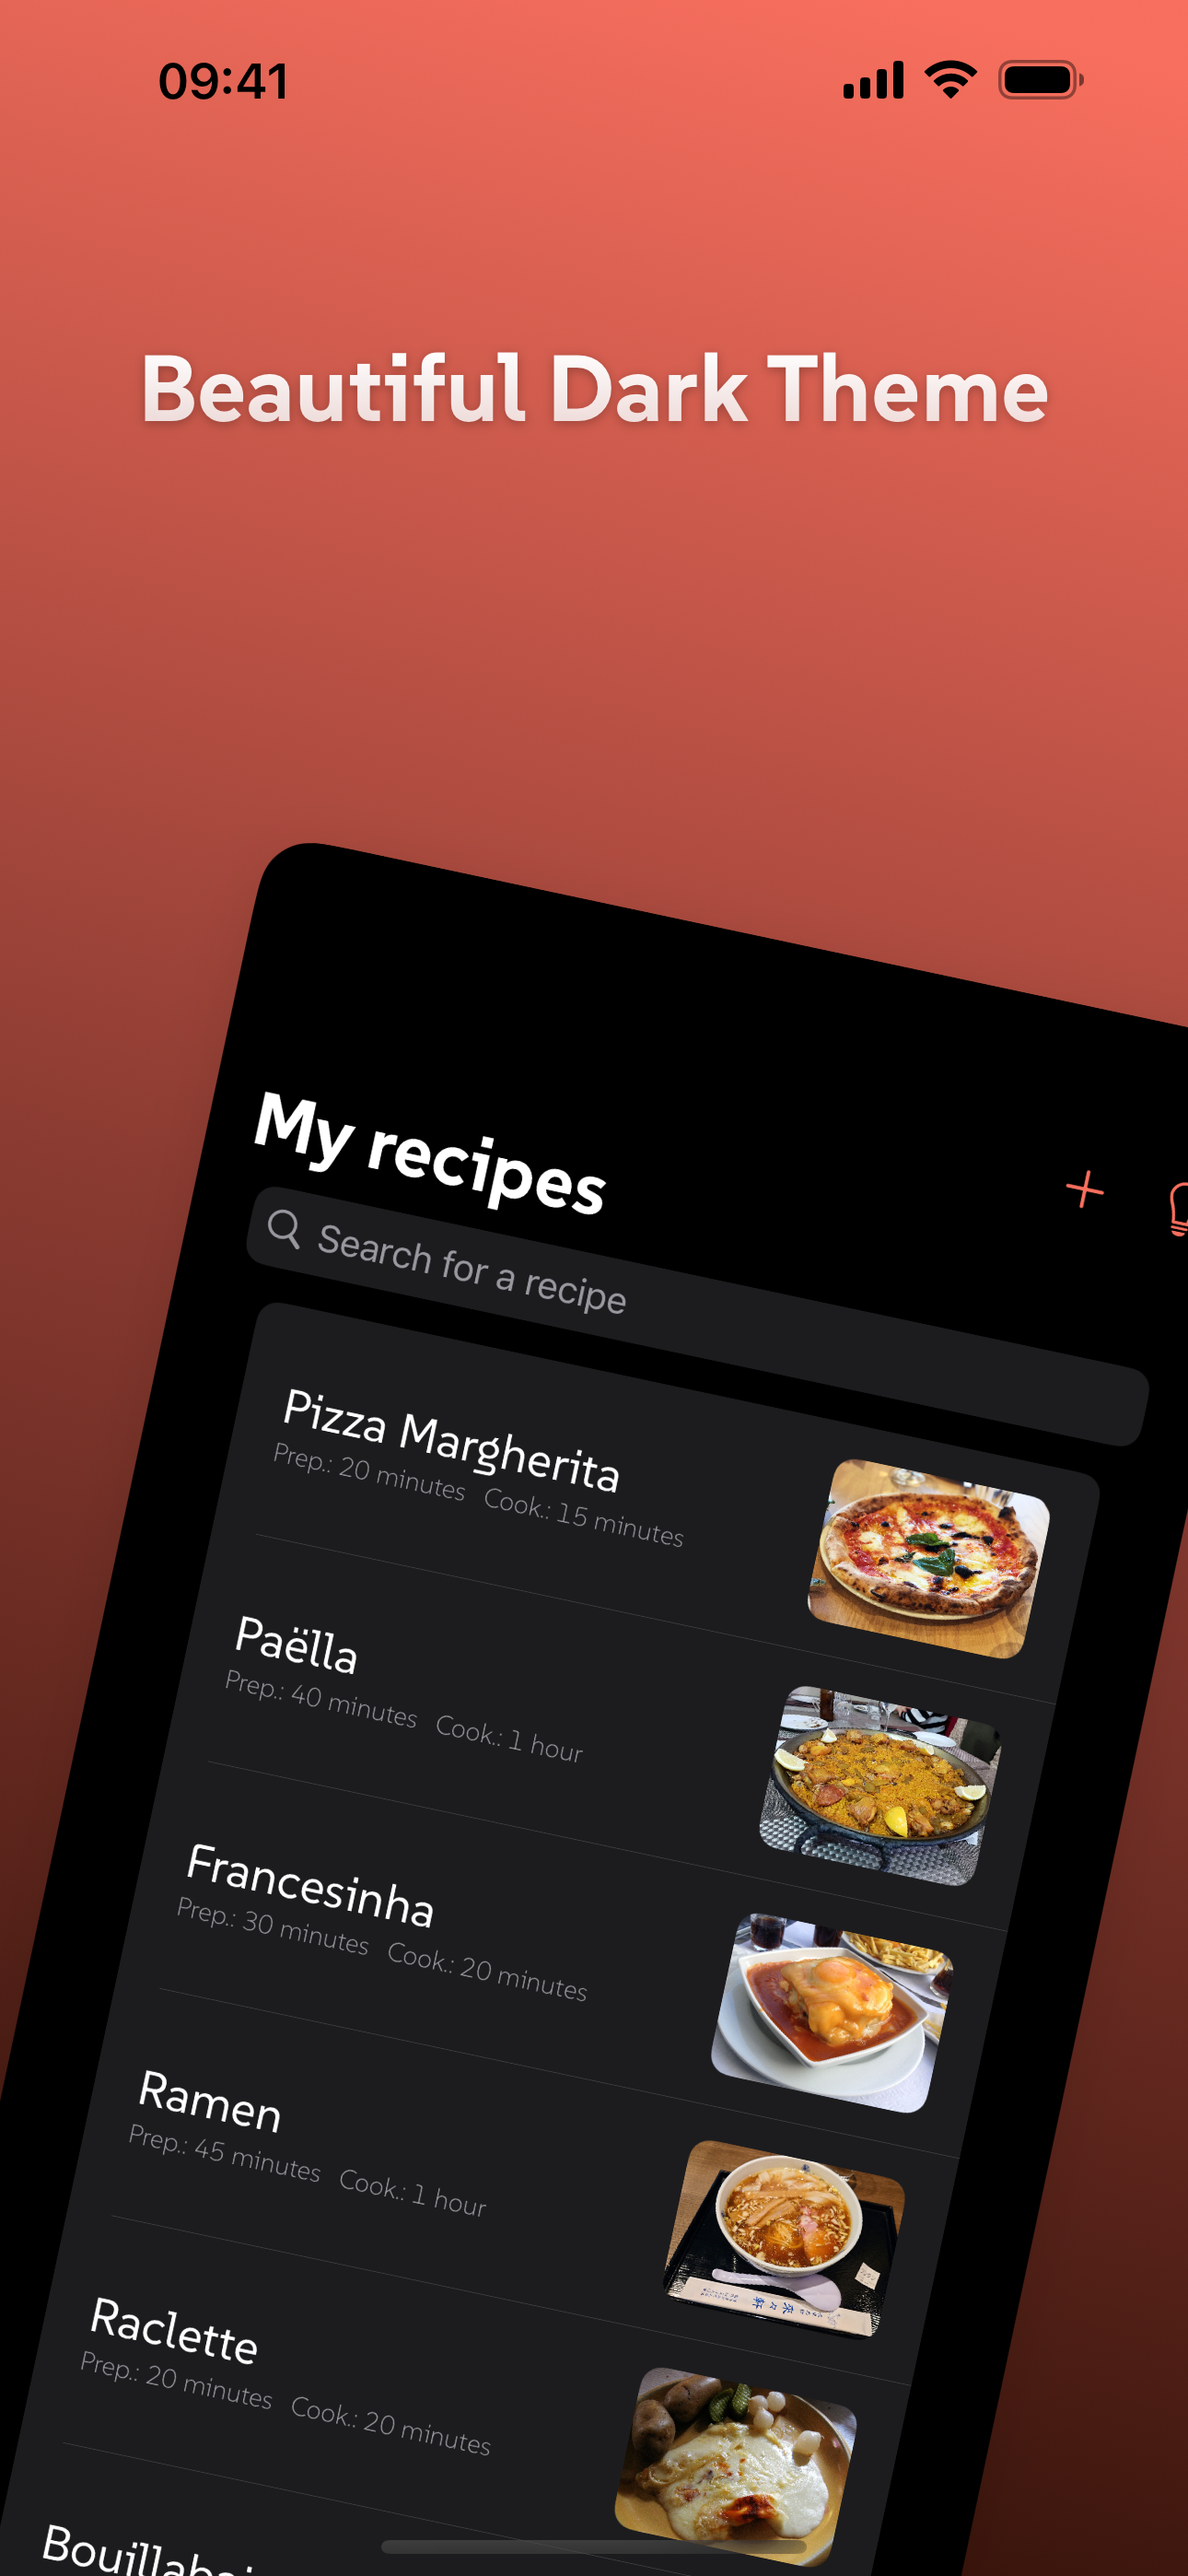 09:41
Beautiful Dark Theme
My recipes
Search for a recipe
Pizza Margherita
Prep.: 20 minutes Cook.: 15 minutes
Paëlla
Prep.: 40 minutes Cook.: 1 hour
Francesinha
Prep.: 30 minutes Cook.: 20 minutes
Ramen
Prep.: 45 minutes Cook.: 1 hour
Raclette
Prep.: 20 minutes Cook.: 20 minutes